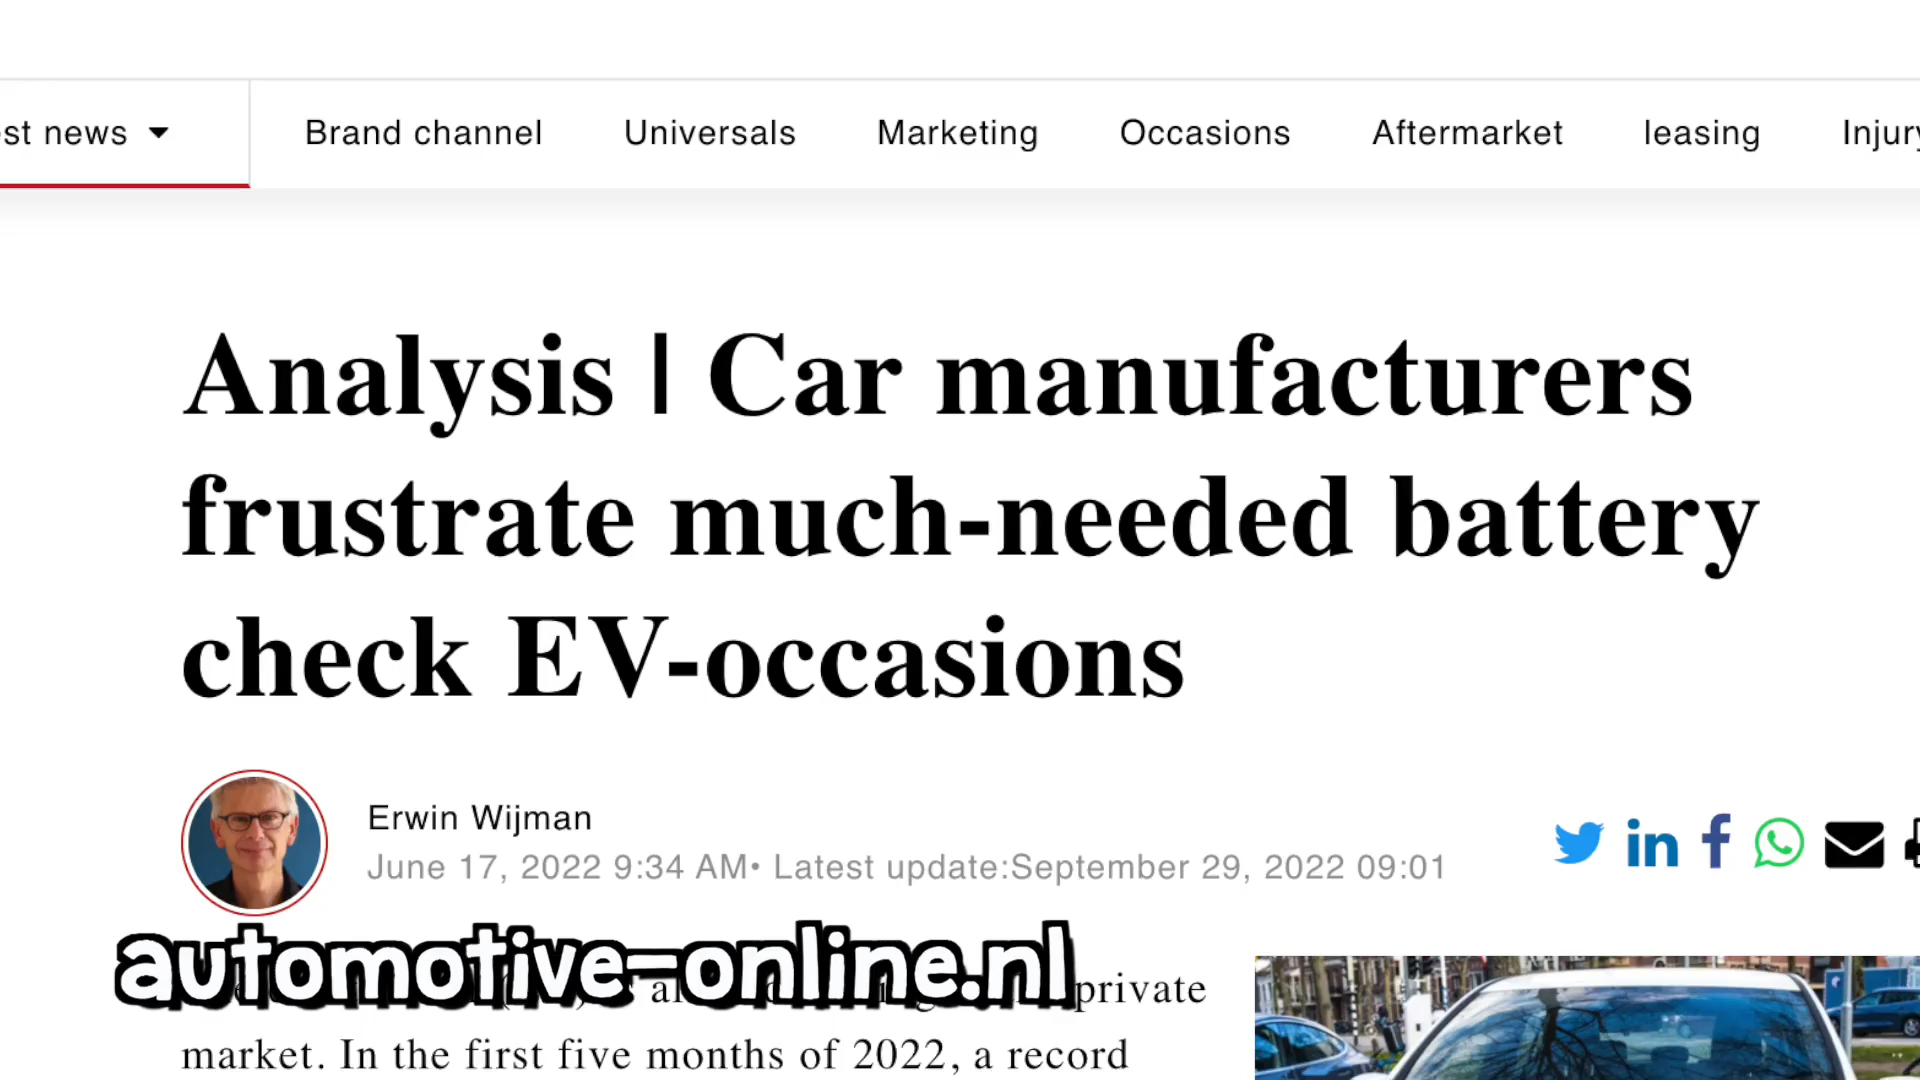 st news
Brand channel
Universals
Marketing
Occasions
Aftermarket
leasing
Injury
Analysis | Car manufacturers
frustrate much-needed battery
check EV-occasions
Erwin Wijman
June 17, 2022 9:34 AM• Latest update:September 29, 2022 09:01
in
automotive-online.nl
private
market. In the first five months of 2022, a record